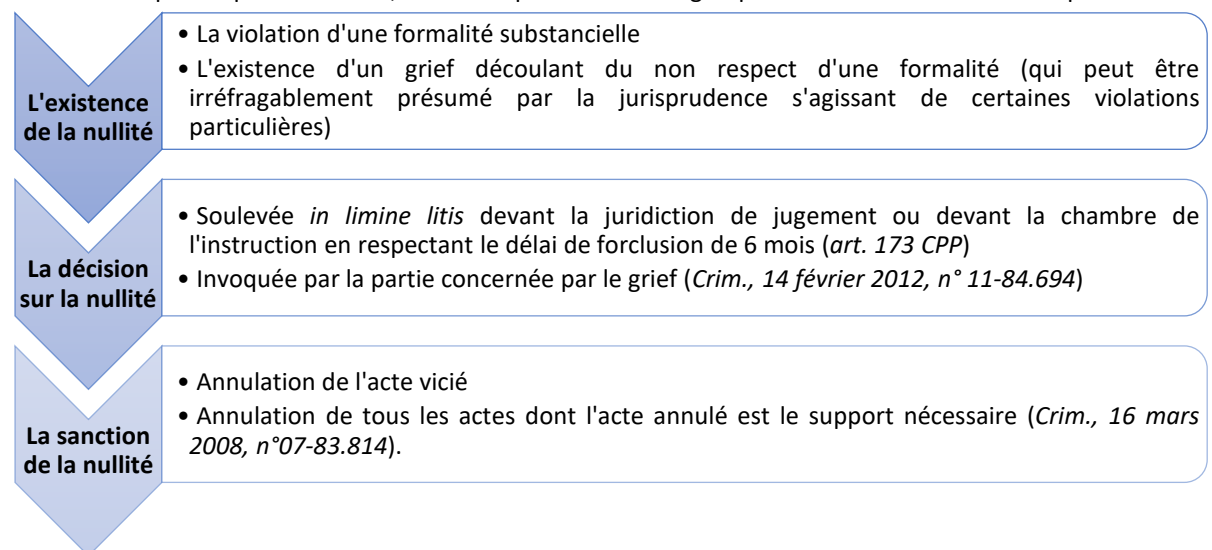 L'existence
de la nullité
• La violation d'une formalité substancielle
• L'existence d'un grief découlant du non respect d'une formalité (qui peut être
irréfragablement présumé par la jurisprudence s'agissant de certaines violations
particulières)
La décision
sur la nullité
• Soulevée in limine litis devant la juridiction de jugement ou devant la chambre de
l'instruction en respectant le délai de forclusion de 6 mois (art. 173 CPP)
• Invoquée par la partie concernée par le grief (Crim., 14 février 2012, n° 11-84.694)
La sanction
de la nullité
• Annulation de l'acte vicié
• Annulation de tous les actes dont l'acte annulé est le support nécessaire (Crim., 16 mars
2008, n°07-83.814).